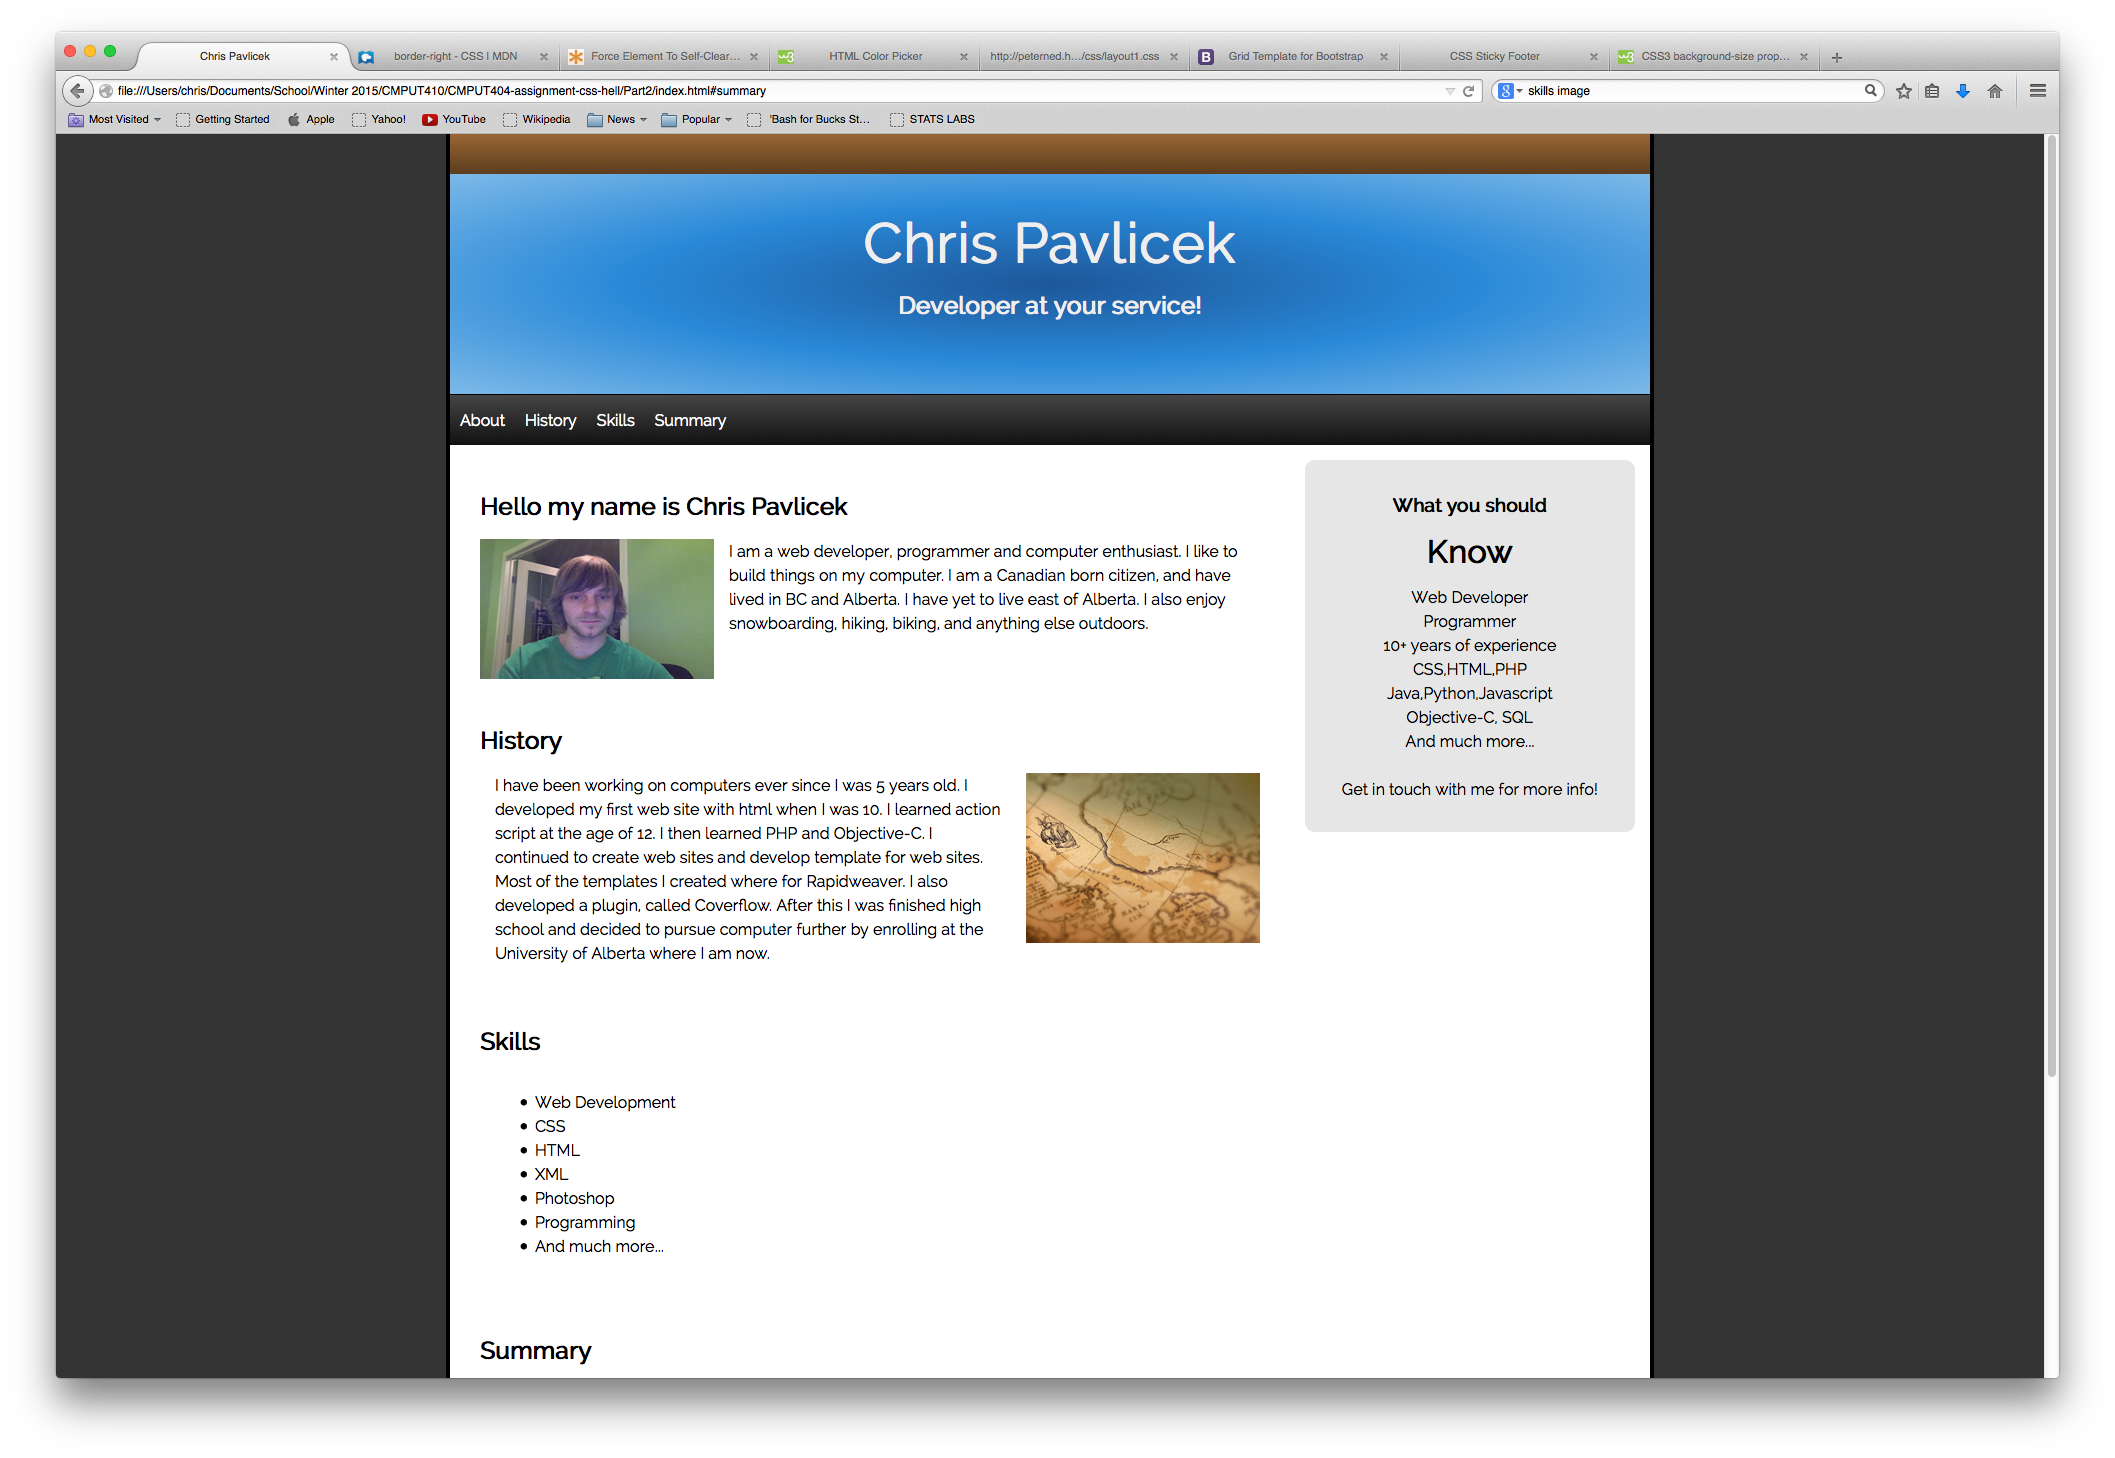 Chris Pavlicek
border-right - CSS | MDN
Force Element To Self-Clear...
HTML Color Picker
http://peterned.h.../css/layout1.css
Grid Template for Bootstrap
CSS Sticky Footer
CSS3 background-size prop...
file:///Users/chris/Documents/School/Winter 2015/CMPUT410/CMPUT404-assignment-css-hell/Part2/index.html#summary
skills image
Most Visited
Getting Started
Apple
Yahoo!
YouTube
Wikipedia
News
Popular
'Bash for Bucks St...
STATS LABS
Chris Pavlicek
Developer at your service!
About
History
Skills
Summary
Hello my name is Chris Pavlicek
I am a web developer, programmer and computer enthusiast. I like to
build things on my computer. I am a Canadian born citizen, and have
lived in BC and Alberta. I have yet to live east of Alberta. I also enjoy
snowboarding, hiking, biking, and anything else outdoors.
History
I have been working on computers ever since I was 5 years old. I
developed my first web site with html when I was 10. I learned action
script at the age of 12. I then learned PHP and Objective-C. I
continued to create web sites and develop template for web sites.
Most of the templates I created where for Rapidweaver. I also
developed a plugin, called Coverflow. After this I was finished high
school and decided to pursue computer further by enrolling at the
University of Alberta where I am now.
Skills
Web Development
CSS
HTML
XML
Photoshop
Programming
And much more...
Summary
What you should
Know
Web Developer
Programmer
10+ years of experience
CSS,HTML,PHP
Java,Python,Javascript
Objective-C, SQL
And much more...
Get in touch with me for more info!